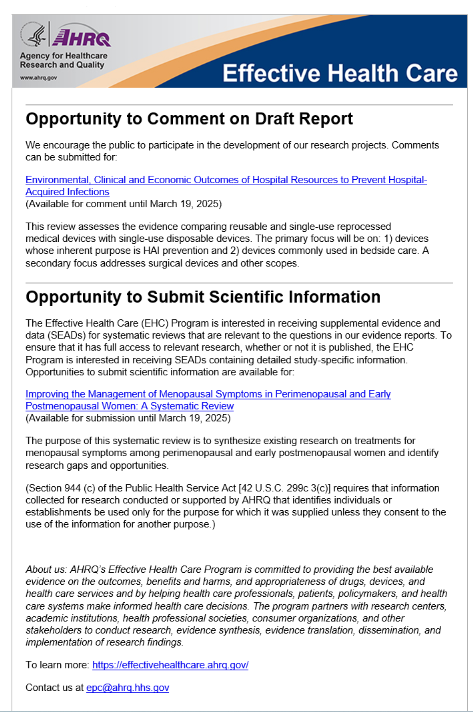 AHRQ
Agency for Healthcare
Research and Quality
www.ahrq.gov
Effective Health Care
Opportunity to Comment on Draft Report
We encourage the public to participate in the development of our research projects. Comments
can be submitted for:
Environmental, Clinical and Economic Outcomes of Hospital Resources to Prevent Hospital-
Acquired Infections
(Available for comment until March 19, 2025)
This review assesses the evidence comparing reusable and single-use reprocessed
medical devices with single-use disposable devices. The primary focus will be on: 1) devices
whose inherent purpose is HAI prevention and 2) devices commonly used in bedside care. A
secondary focus addresses surgical devices and other scopes.
Opportunity to Submit Scientific Information
The Effective Health Care (EHC) Program is interested in receiving supplemental evidence and
data (SEADs) for systematic reviews that are relevant to the questions in our evidence reports. To
ensure that it has full access to relevant research, whether or not it is published, the EHC
Program is interested in receiving SEADs containing detailed study-specific information.
Opportunities to submit scientific information are available for:
Improving the Management of Menopausal Symptoms in Perimenopausal and Early
Postmenopausal Women: A Systematic Review
(Available for submission until March 19, 2025)
The purpose of this systematic review is to synthesize existing research on treatments for
menopausal symptoms among perimenopausal and early postmenopausal women and identify
research gaps and opportunities.
(Section 944 (c) of the Public Health Service Act [42 U.S.C. 299c 3(c)] requires that information
collected for research conducted or supported by AHRQ that identifies individuals or
establishments be used only for the purpose for which it was supplied unless they consent to the
use of the information for another purpose.)
About us: AHRQ's Effective Health Care Program is committed to providing the best available
evidence on the outcomes, benefits and harms, and appropriateness of drugs, devices, and
health care services and by helping health care professionals, patients, policymakers, and health
care systems make informed health care decisions. The program partners with research centers,
academic institutions, health professional societies, consumer organizations, and other
stakeholders to conduct research, evidence synthesis, evidence translation, dissemination, and
implementation of research findings.
To learn more: https://effectivehealthcare.ahrq.gov/
Contact us at epc@ahrq.hhs.gov